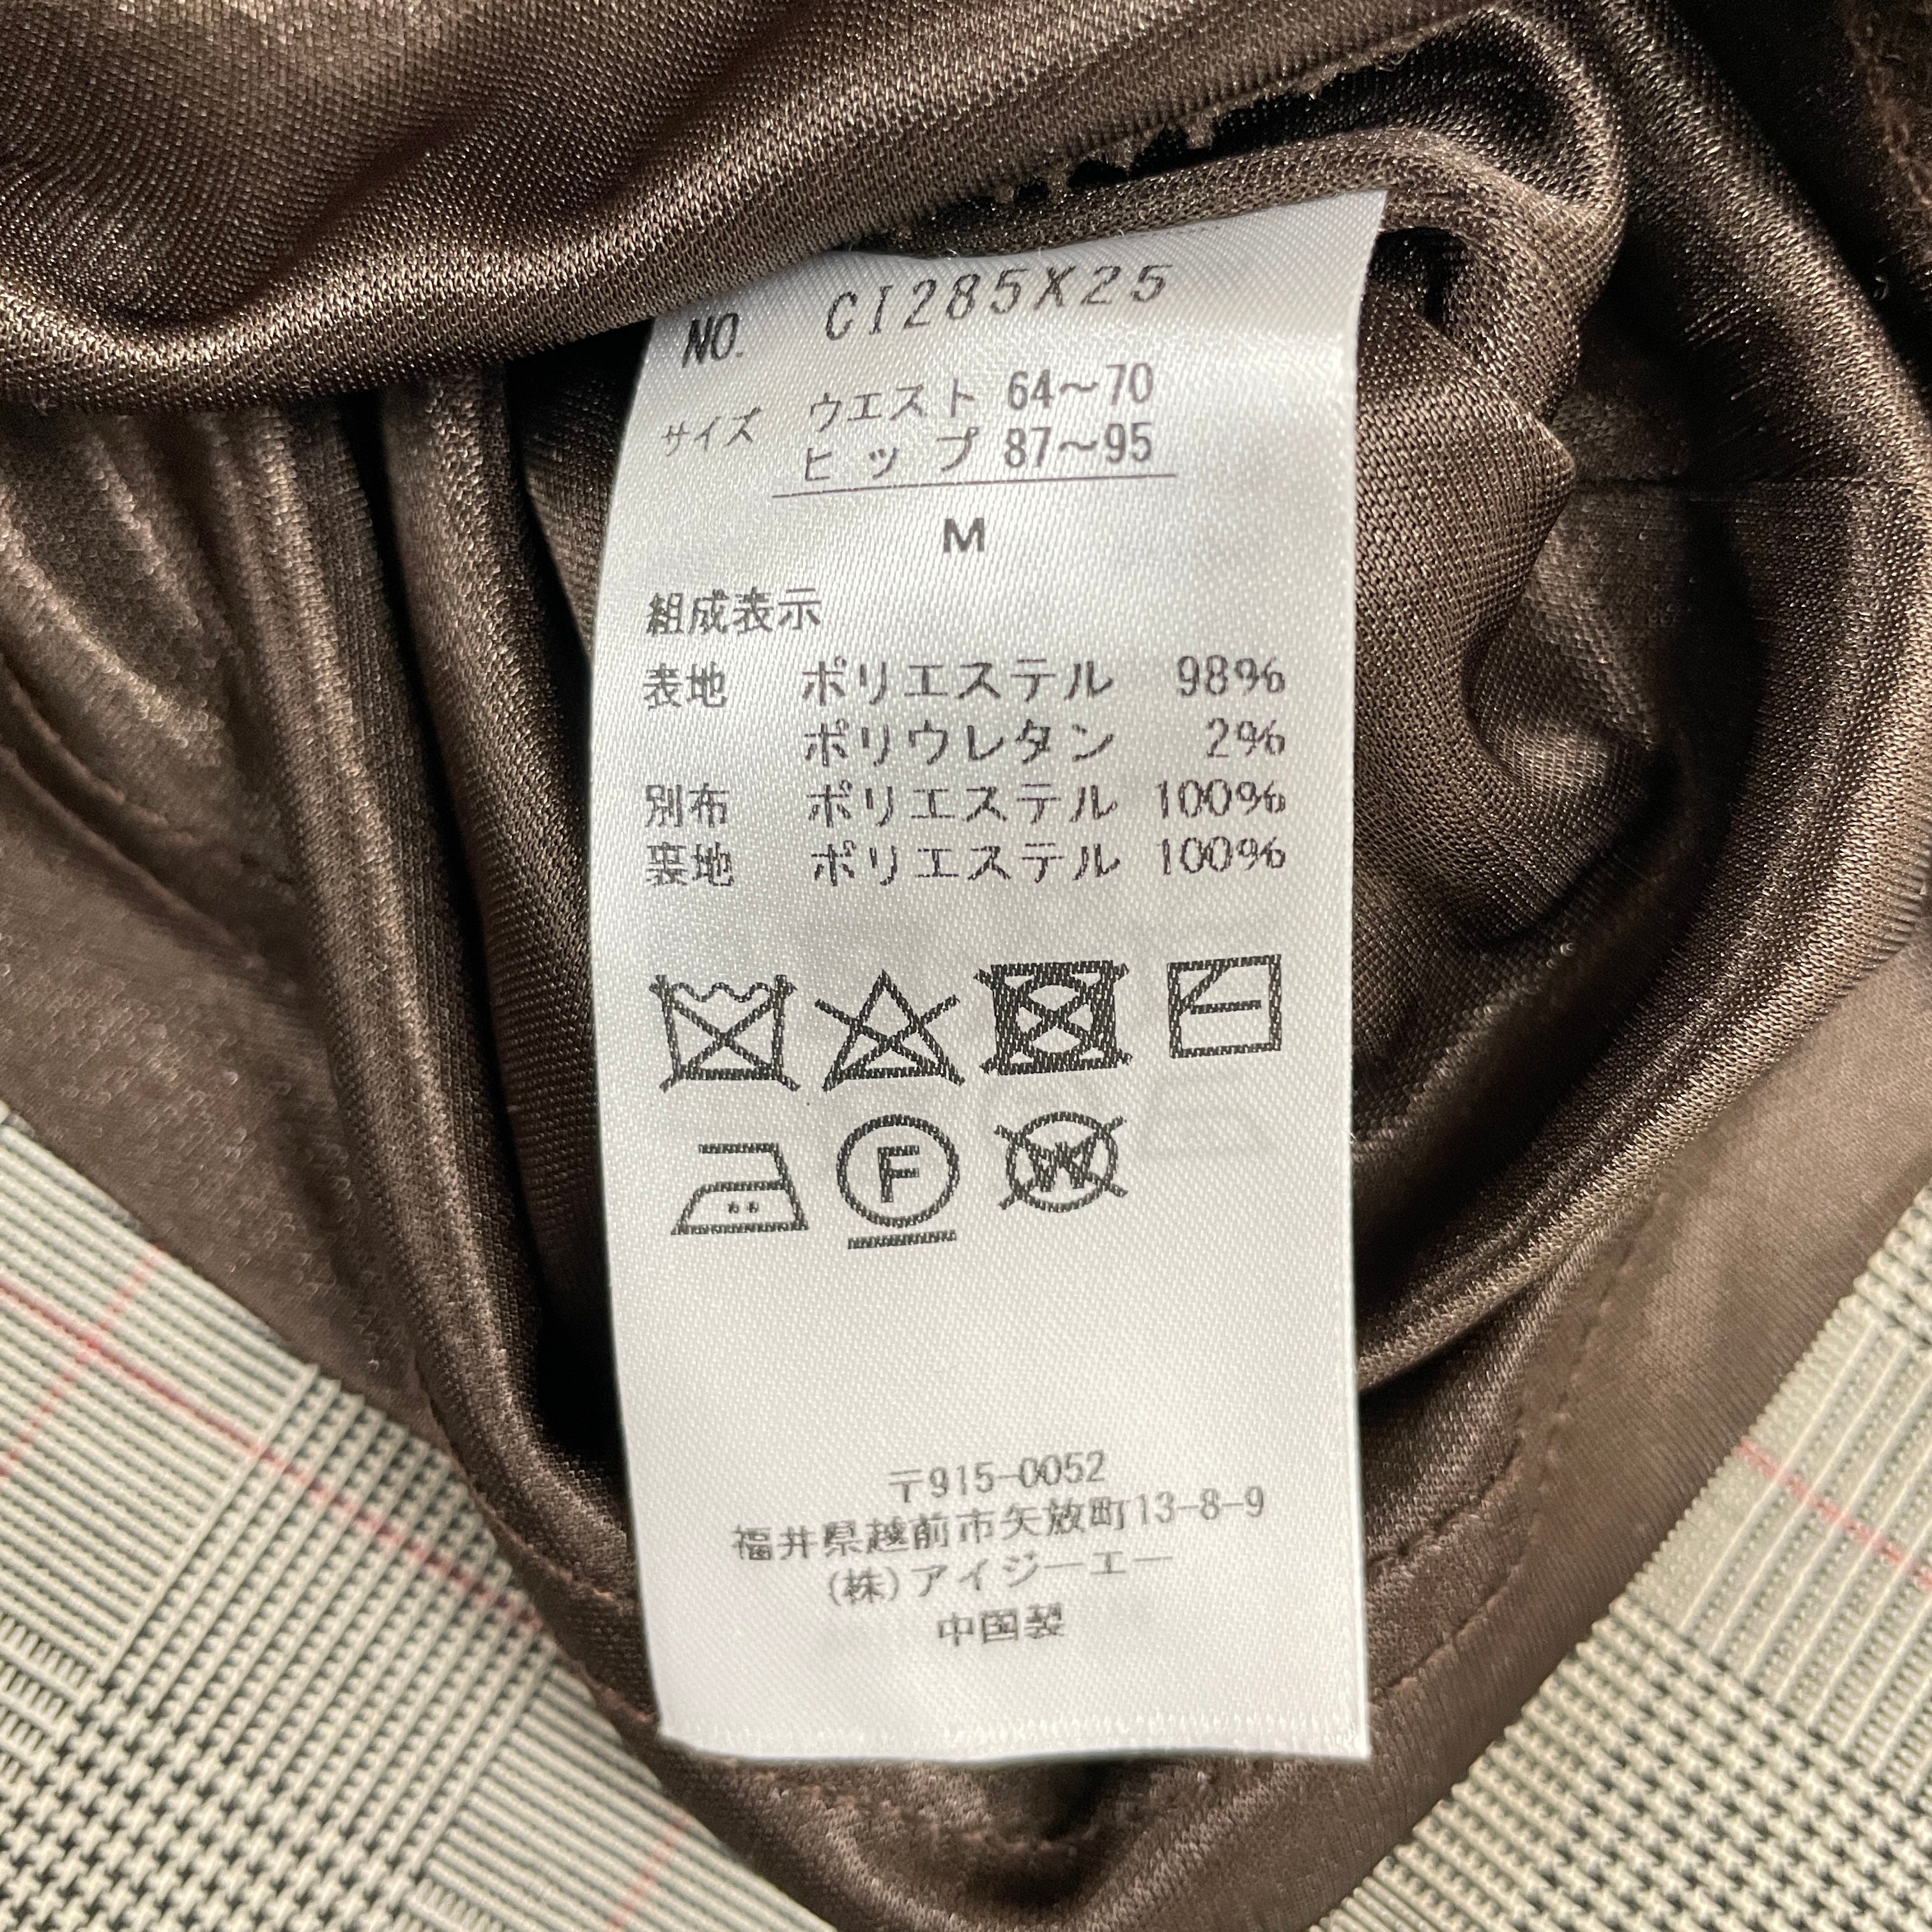 NO. CI285X25
サイズ ウエスト 64~70
ヒップ 87~95
M
組成表示
表地 ポリエステル 98%
ポリウレタン 2%
別布 ポリエステル 100%
裏地 ポリエステル 100%
F W
〒915-0052
福井県越前市矢放町13-8-9
(株)アイジーエー
中国製